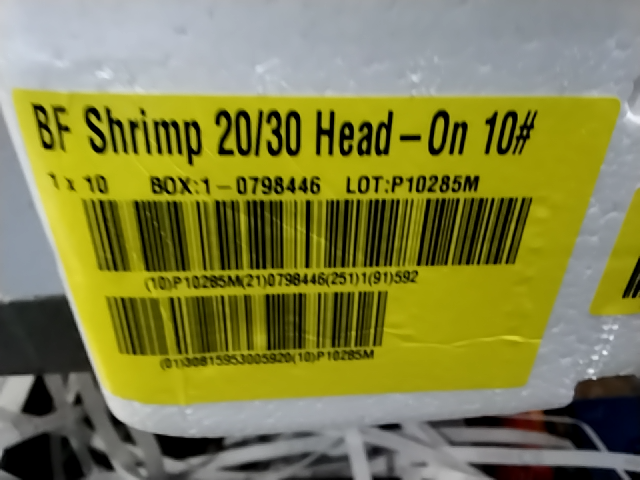 BF Shrimp 20/30 Head-On 10#
1 x 10 BOX:1-0798446 LOT:P10285M
(10)P10285M(21)0798446(251)1(91)592
(01)30815953005920(10)P10285M